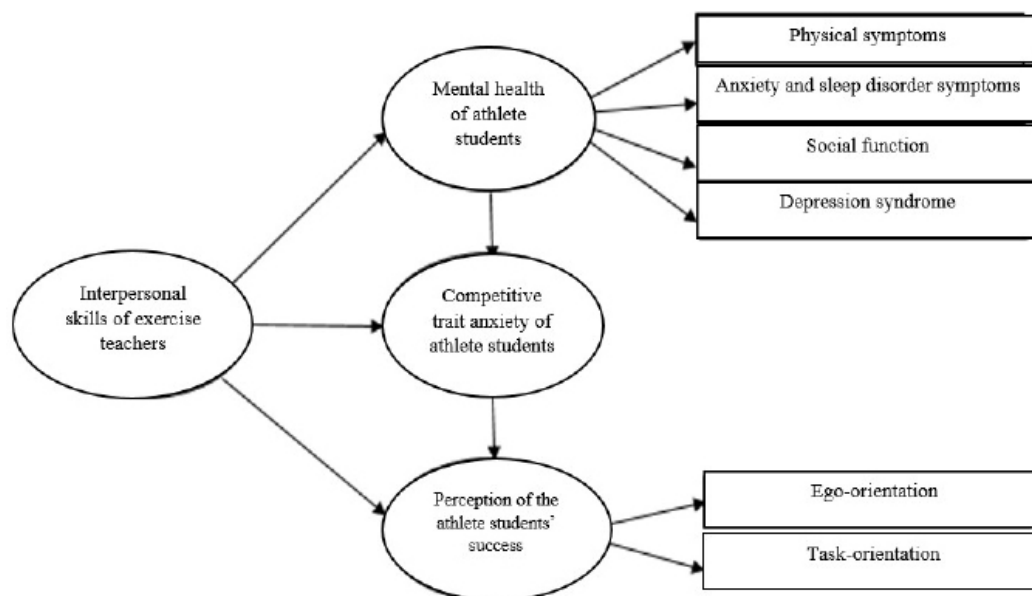 Physical symptoms
Mental health
of athlete
students
Anxiety and sleep disorder symptoms
Social function
Depression syndrome
Interpersonal
skills of exercise
teachers
Competitive
trait anxiety of
athlete students
Perception of the
athlete students’
success
Ego-orientation
Task-orientation